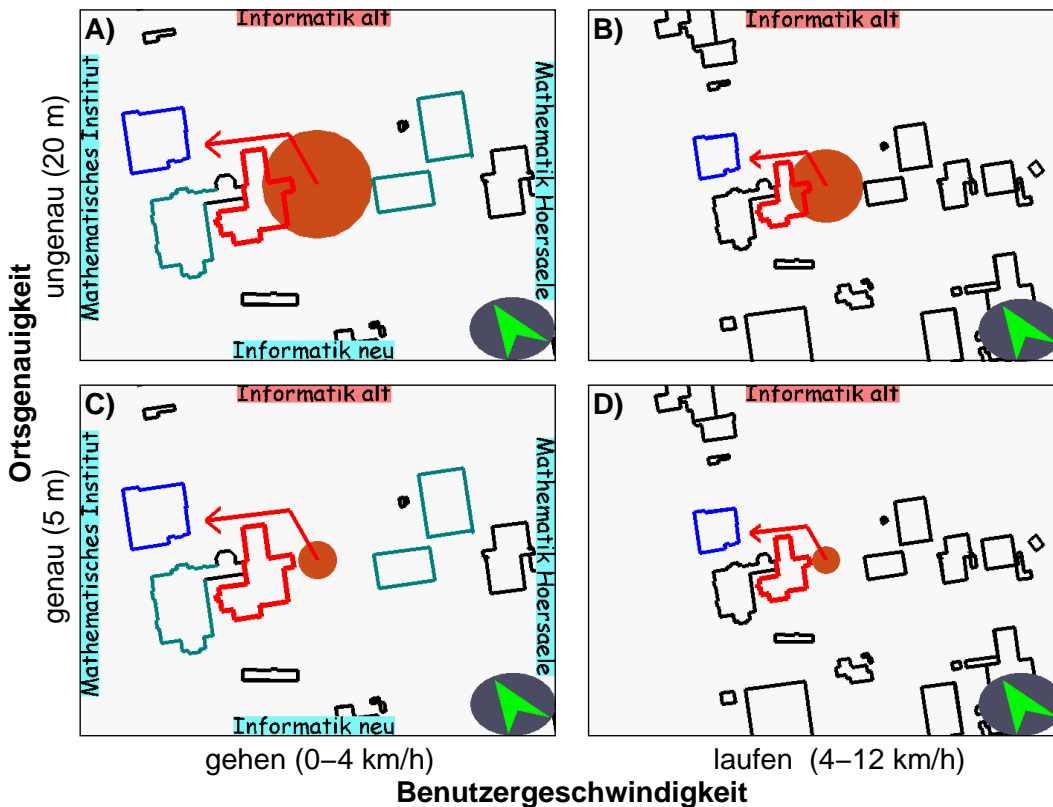 A)
Informatik alt
Mathematisches Institut
Mathematik Hoersaele
Informatik neu
B)
Informatik alt
C)
Informatik alt
Mathematisches Institut
Mathematik Hoersaele
Informatik neu
D)
Informatik alt
Ortsgenauigkeit
ungenau (20 m)
genau (5 m)
gehen (0–4 km/h)
laufen (4–12 km/h)
Benutzergeschwindigkeit